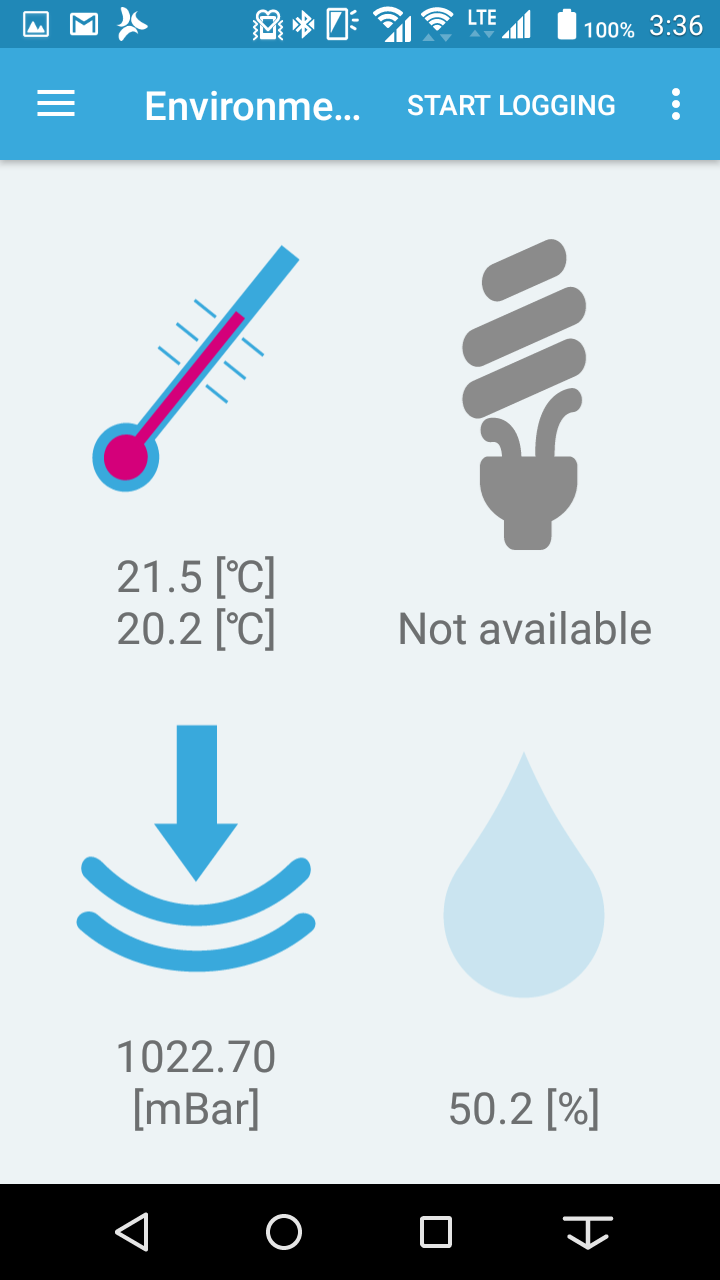 LTE 100% 3:36
Environme... START LOGGING
21.5 [℃]
20.2 [℃]
Not available
1022.70
[mBar]
50.2 [%]